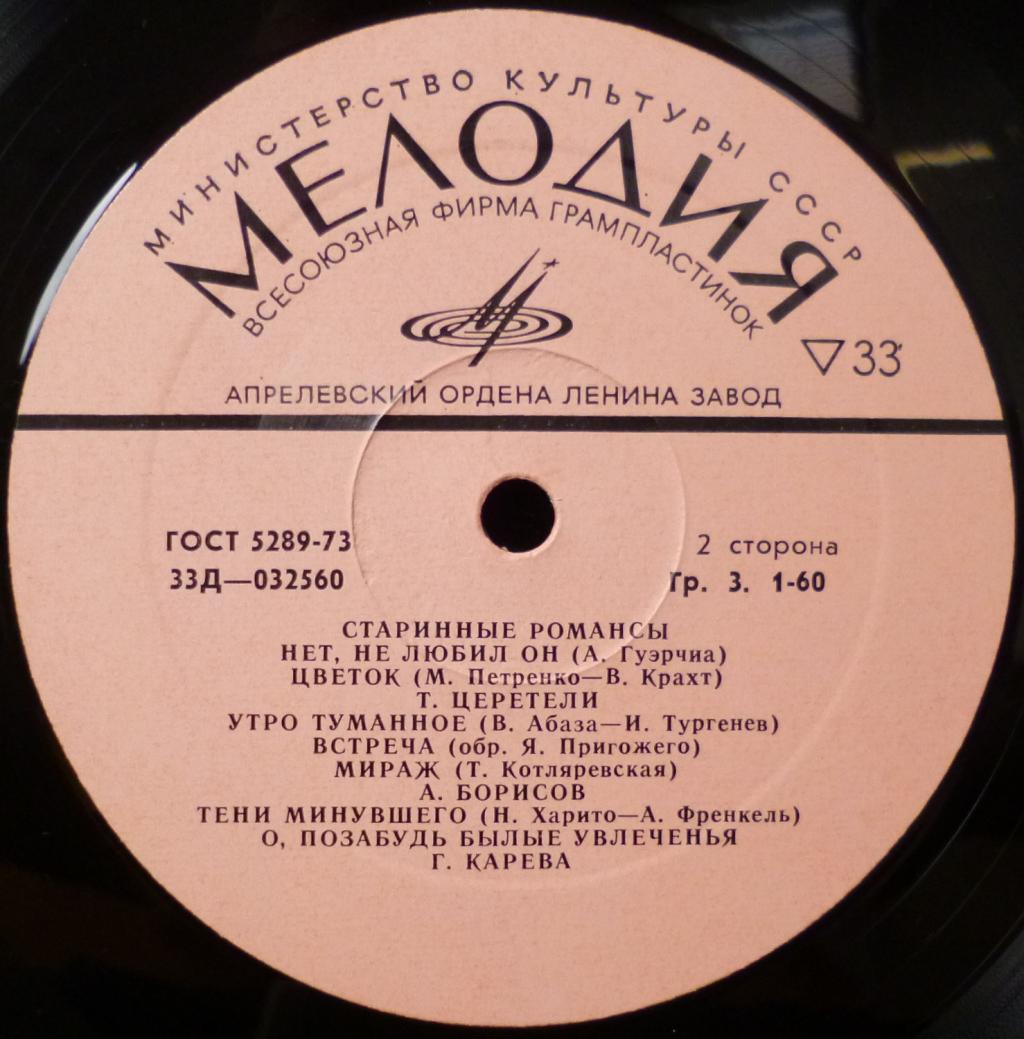 МИНИСТЕРСТВО КУЛЬТУРЫ СССР
МЕЛОДИЯ
ВСЕСОЮЗНАЯ ФИРМА ГРАМПЛАСТИНОК
▽33
АПРЕЛЕВСКИЙ ОРДЕНА ЛЕНИНА ЗАВОД
ГОСТ 5289-73
2 сторона
33Д—032560
Гр. 3. 1-60
СТАРИННЫЕ РОМАНСЫ
НЕТ, НЕ ЛЮБИЛ ОН (А. Гуэрчиа)
ЦВЕТОК (М. Петренко—В. Крахт)
Т. ЦЕРЕТЕЛИ
УТРО ТУМАННОЕ (В. Абаза—И. Тургенев)
ВСТРЕЧА (обр. Я. Пригожего)
МИРАЖ (Т. Котляревская)
А. БОРИСОВ
ТЕНИ МИНУВШЕГО (Н. Харито—А. Френкель)
О, ПОЗАБУДЬ БЫЛЫЕ УВЛЕЧЕНЬЯ
Г. КАРЕВА